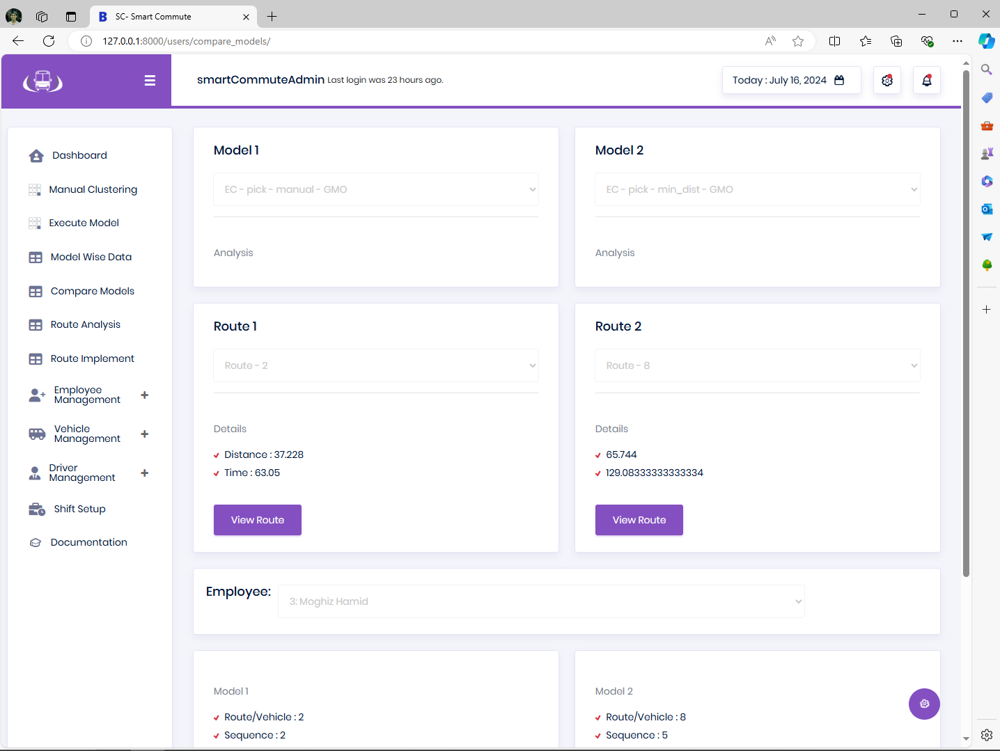 SC- Smart Commute
127.0.0.1:8000/users/compare_models/
smartCommuteAdmin Last login was 23 hours ago.
Today : July 16, 2024
Dashboard
Manual Clustering
Execute Model
Model Wise Data
Compare Models
Route Analysis
Route Implement
Employee
Management
Vehicle
Management
Driver
Management
Shift Setup
Documentation
Model 1
EC - pick - manual - GMO
Analysis
Model 2
EC - pick - min_dist - GMO
Analysis
Route 1
Route - 2
Details
Distance : 37.228
Time : 63.05
View Route
Route 2
Route - 8
Details
65.744
129.08333333333334
View Route
Employee:
3: Moghiz Hamid
Model 1
Route/Vehicle : 2
Sequence : 2
Model 2
Route/Vehicle : 8
Sequence : 5